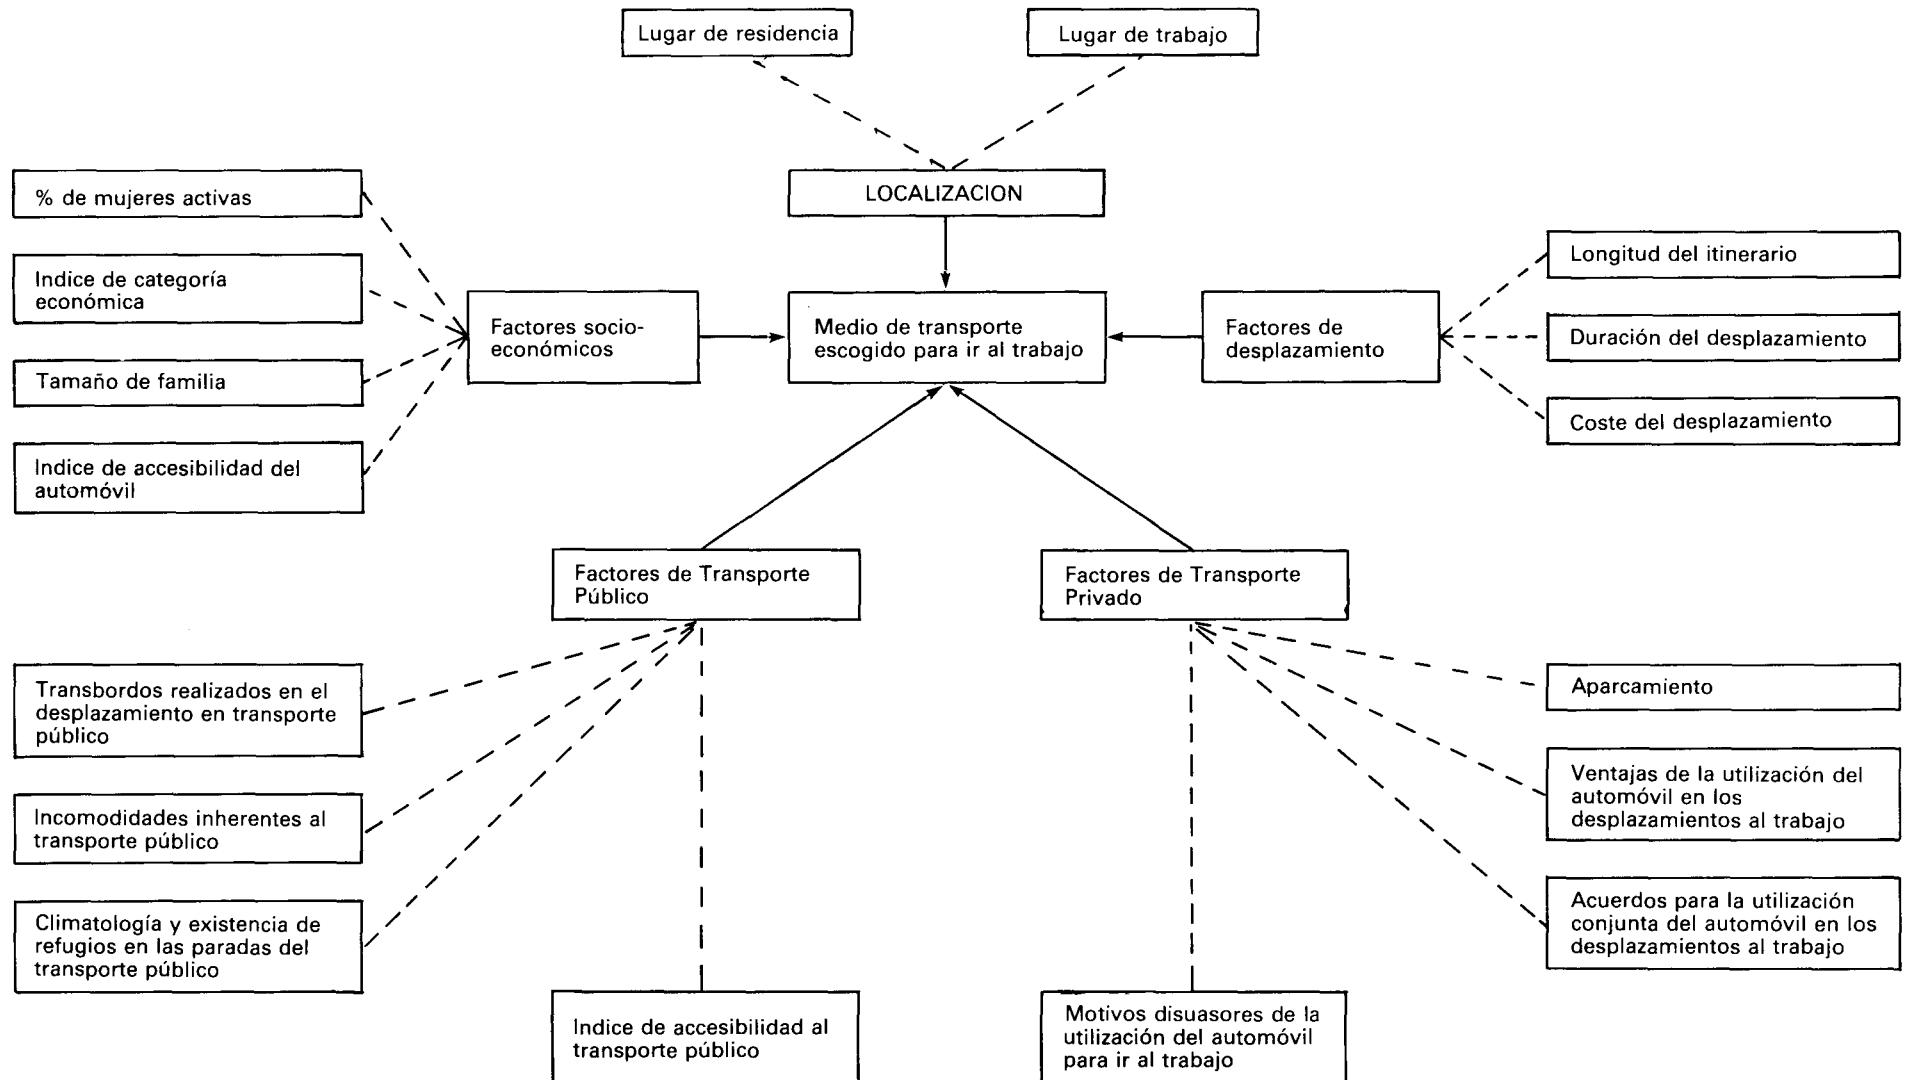 Lugar de residencia
Lugar de trabajo
LOCALIZACION
% de mujeres activas
Indice de categoría
económica
Tamaño de familia
Indice de accesibilidad del
automóvil
Factores socio-
económicos
Medio de transporte
escogido para ir al trabajo
Factores de
desplazamiento
Longitud del itinerario
Duración del desplazamiento
Coste del desplazamiento
Factores de Transporte
Público
Factores de Transporte
Privado
Transbordos realizados en el
desplazamiento en transporte
público
Incomodidades inherentes al
transporte público
Climatología y existencia de
refugios en las paradas del
transporte público
Indice de accesibilidad al
transporte público
Motivos disuasores de la
utilización del automóvil
para ir al trabajo
Aparcamiento
Ventajas de la utilización del
automóvil en los
desplazamientos al trabajo
Acuerdos para la utilización
conjunta del automóvil en los
desplazamientos al trabajo